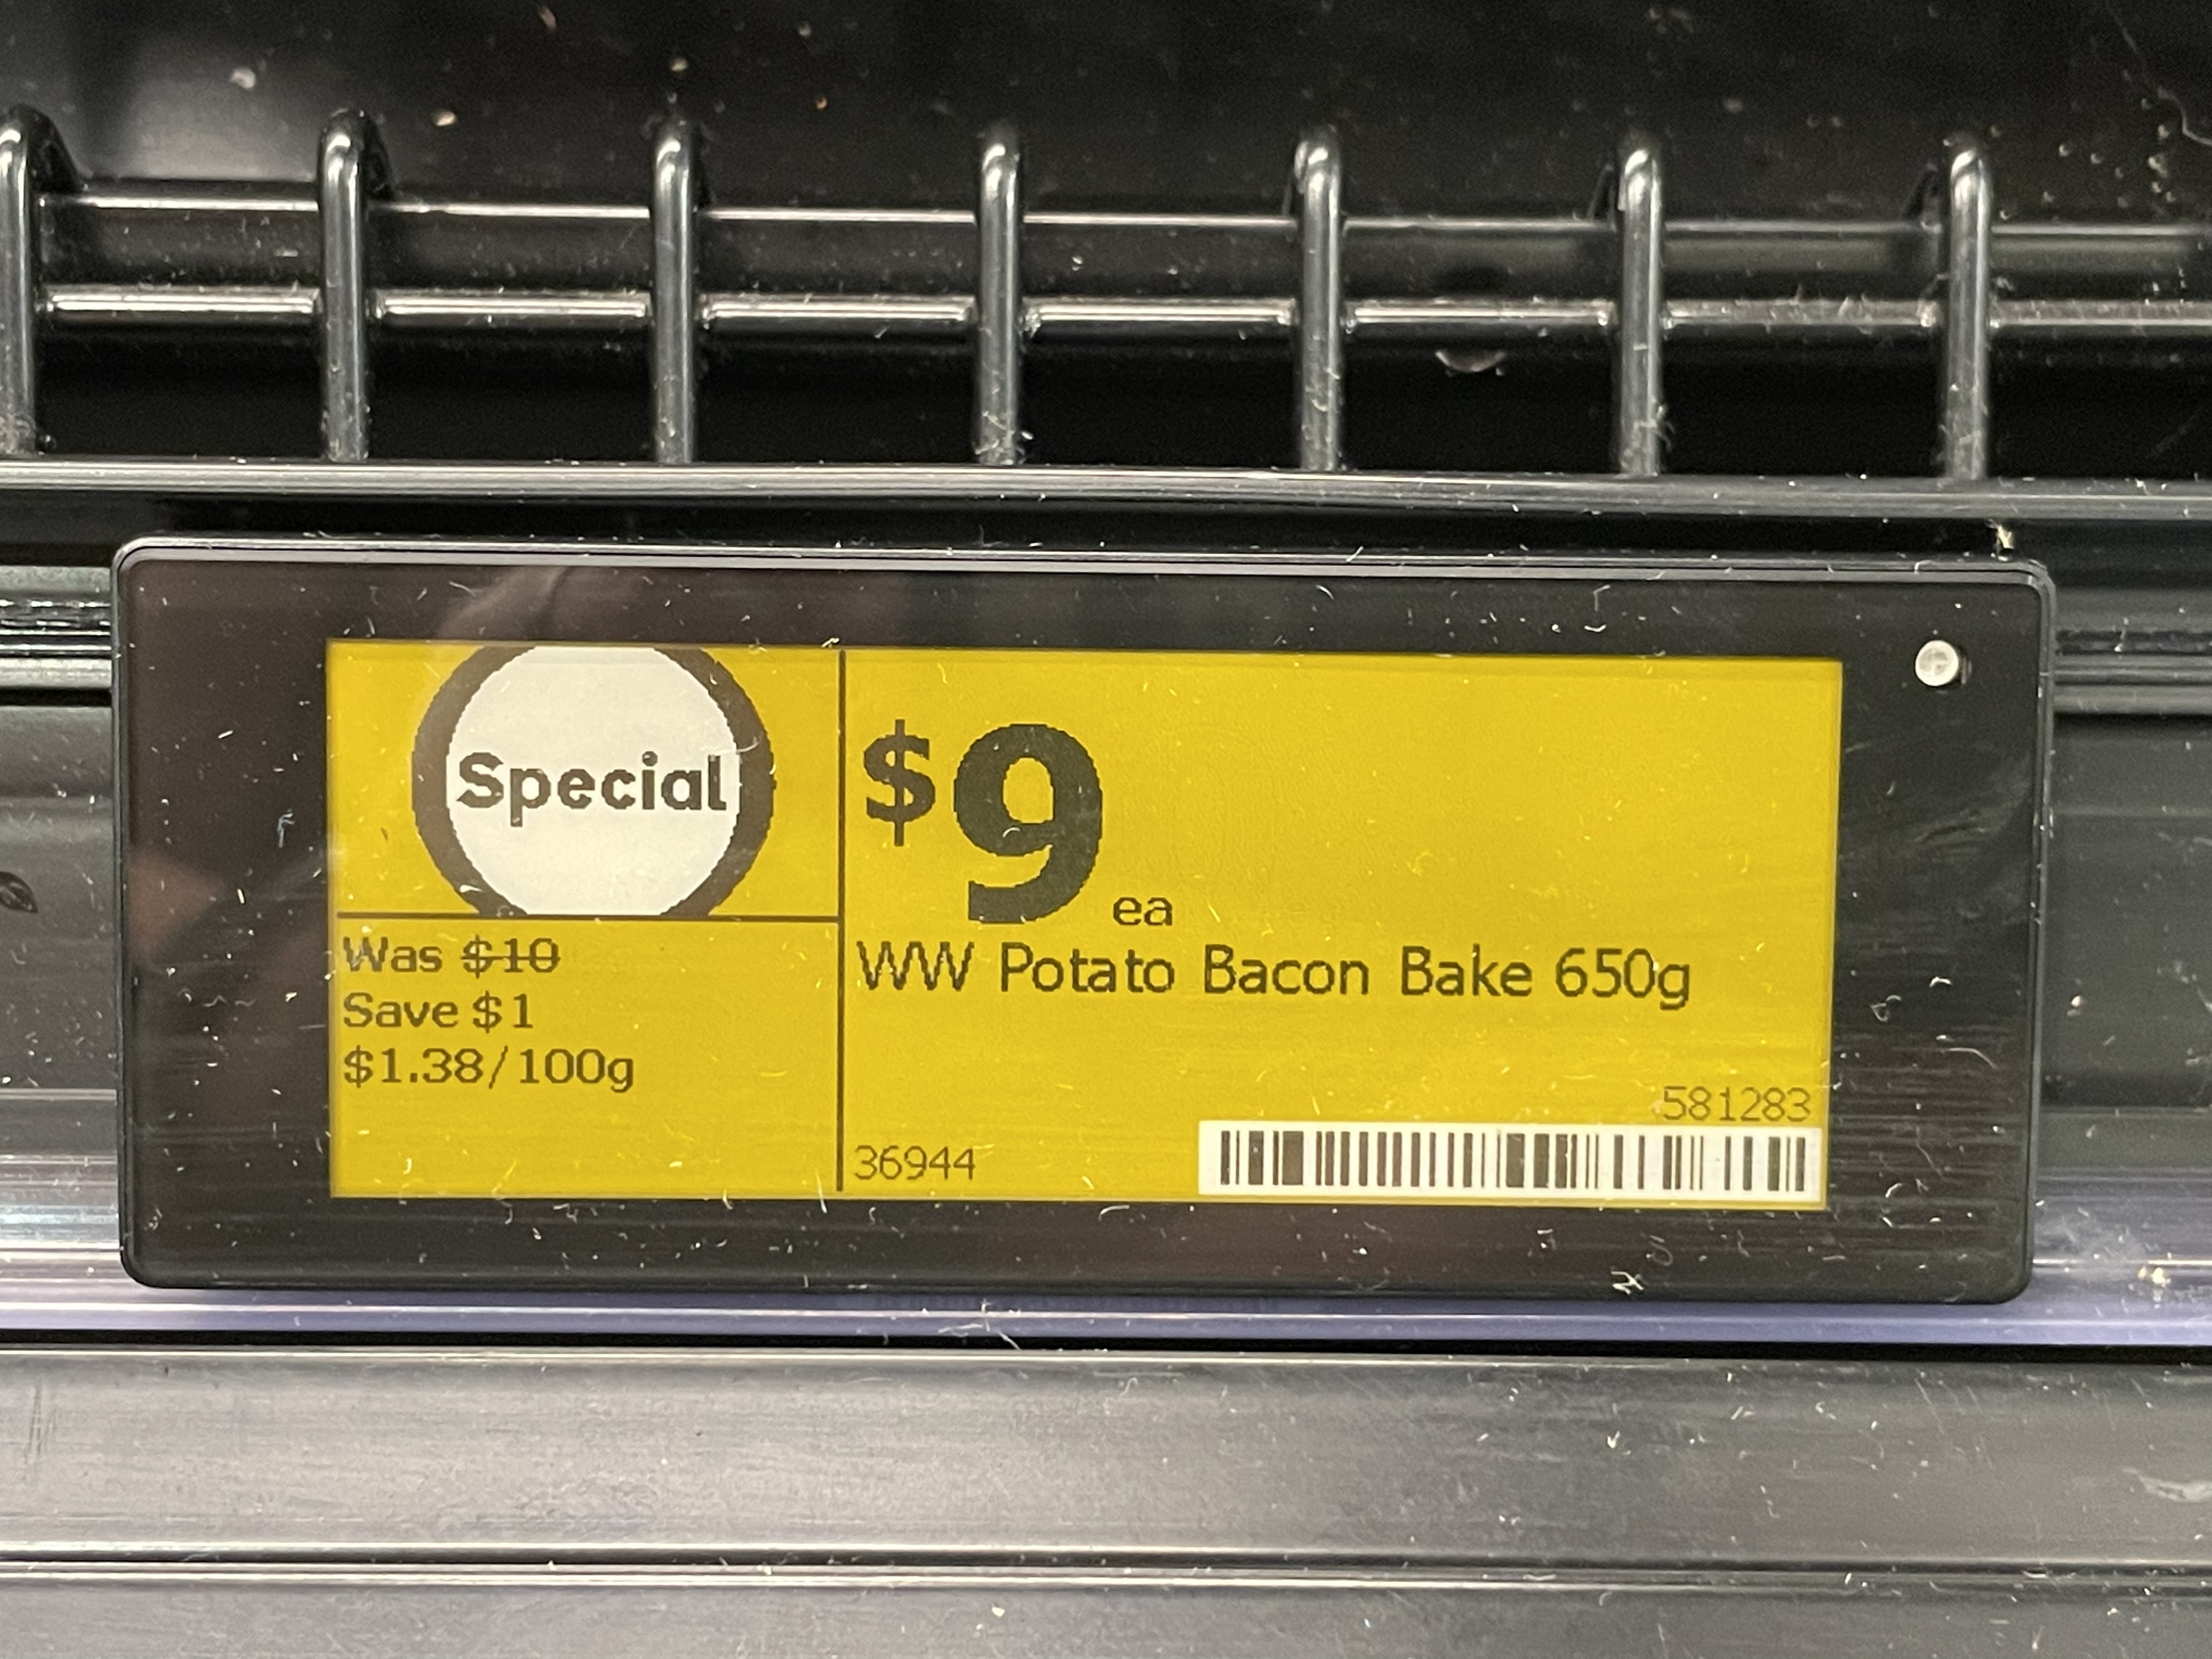 Special
Was $10
Save $1
$1.38/100g
$9 ea
WW Potato Bacon Bake 650g
581283
36944